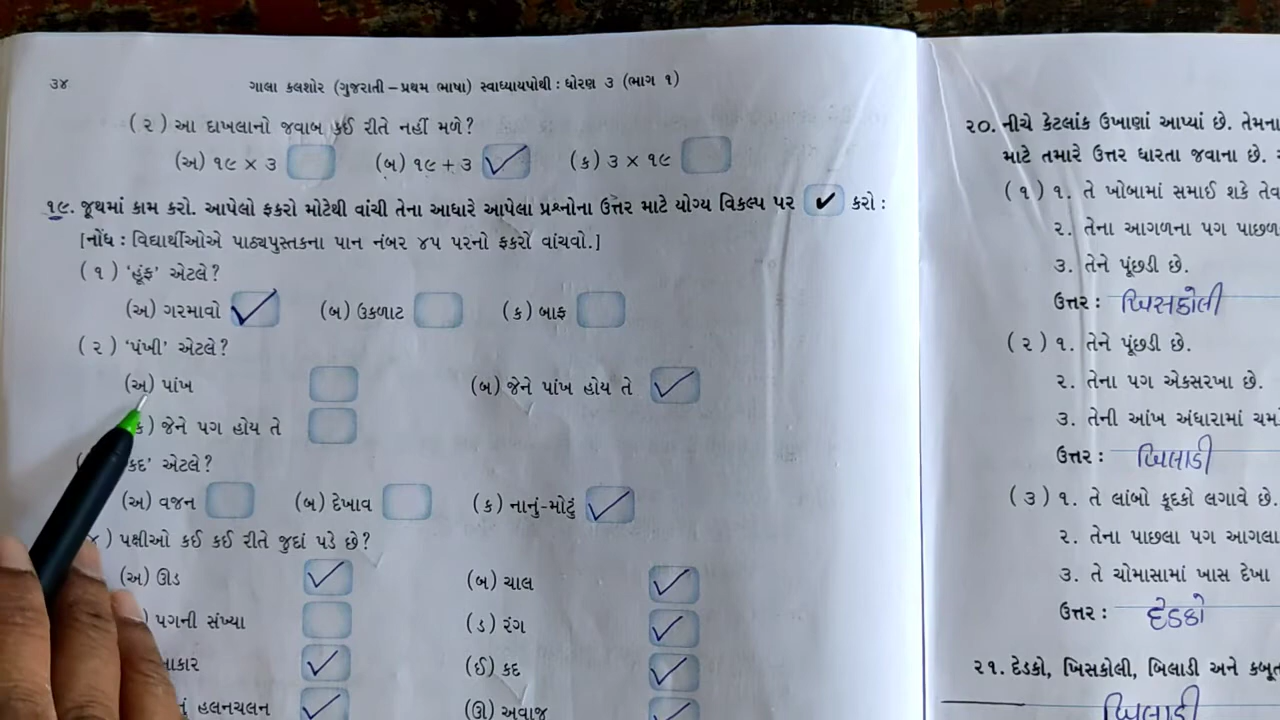 ૩૪ ગાલા કલશોર (ગુજરાતી – પ્રથમ ભાષા) સ્વાધ્યાયપોથી : ધોરણ ૩ (ભાગ ૧)
(૨) આ દાખલાનો જવાબ કુઈ રીતે નહીં મળે?
(અ) ૧૯ × ૩ (બ) ૧૯ + ૩ ✓ (ક) ૩ × ૧૯
૧૯. જૂથમાં કામ કરો. આપેલો ફકરો મોટેથી વાંચી તેના આધારે આપેલા પ્રશ્નોના ઉત્તર માટે યોગ્ય વિકલ્પ પર ✓ કરો :
[નોંધ : વિદ્યાર્થીઓએ પાઠ્યપુસ્તકના પાન નંબર ૪૫ પરનો ફકરો વાંચવો.]
(૧) 'હૂંફ' એટલે?
(અ) ગરમાવો ✓ (બ) ઉકળાટ (ક) બાફ
(૨) 'પંખી' એટલે?
(અ) પાંખ (બ) જેને પાંખ હોય તે ✓
ક) જેને પગ હોય તે
કદ' એટલે?
(અ) વજન (બ) દેખાવ (ક) નાનું-મોટું ✓
૪) પક્ષીઓ કઈ કઈ રીતે જુદાં પડે છે?
(અ) ઊડ ✓ (બ) ચાલ ✓
) પગની સંખ્યા (ડ) રંગ ✓
✓ (ઈ) કદ ✓
હલનચલન ✓ (ઊ) અવાજ ✓
૨૦. નીચે કેટલાંક ઉખાણાં આપ્યાં છે. તેમના
માટે તમારે ઉત્તર ધારતા જવાના છે.
(૧) ૧. તે ખોબામાં સમાઈ શકે તેવ
૨. તેના આગળના પગ પાછળ
૩. તેને પૂંછડી છે.
ઉત્તર : ખિસકોલી
(૨) ૧. તેને પૂંછડી છે.
૨. તેના પગ એકસરખા છે.
૩. તેની આંખ અંધારામાં ચમ
ઉત્તર : બિલાડી
(૩) ૧. તે લાંબો કૂદકો લગાવે છે.
૨. તેના પાછલા પગ આગલા
૩. તે ચોમાસામાં ખાસ દેખા
ઉત્તર : દેડકો
૨૧. દેડકો, ખિસકોલી, બિલાડી અને કબૂત
બિલાડી